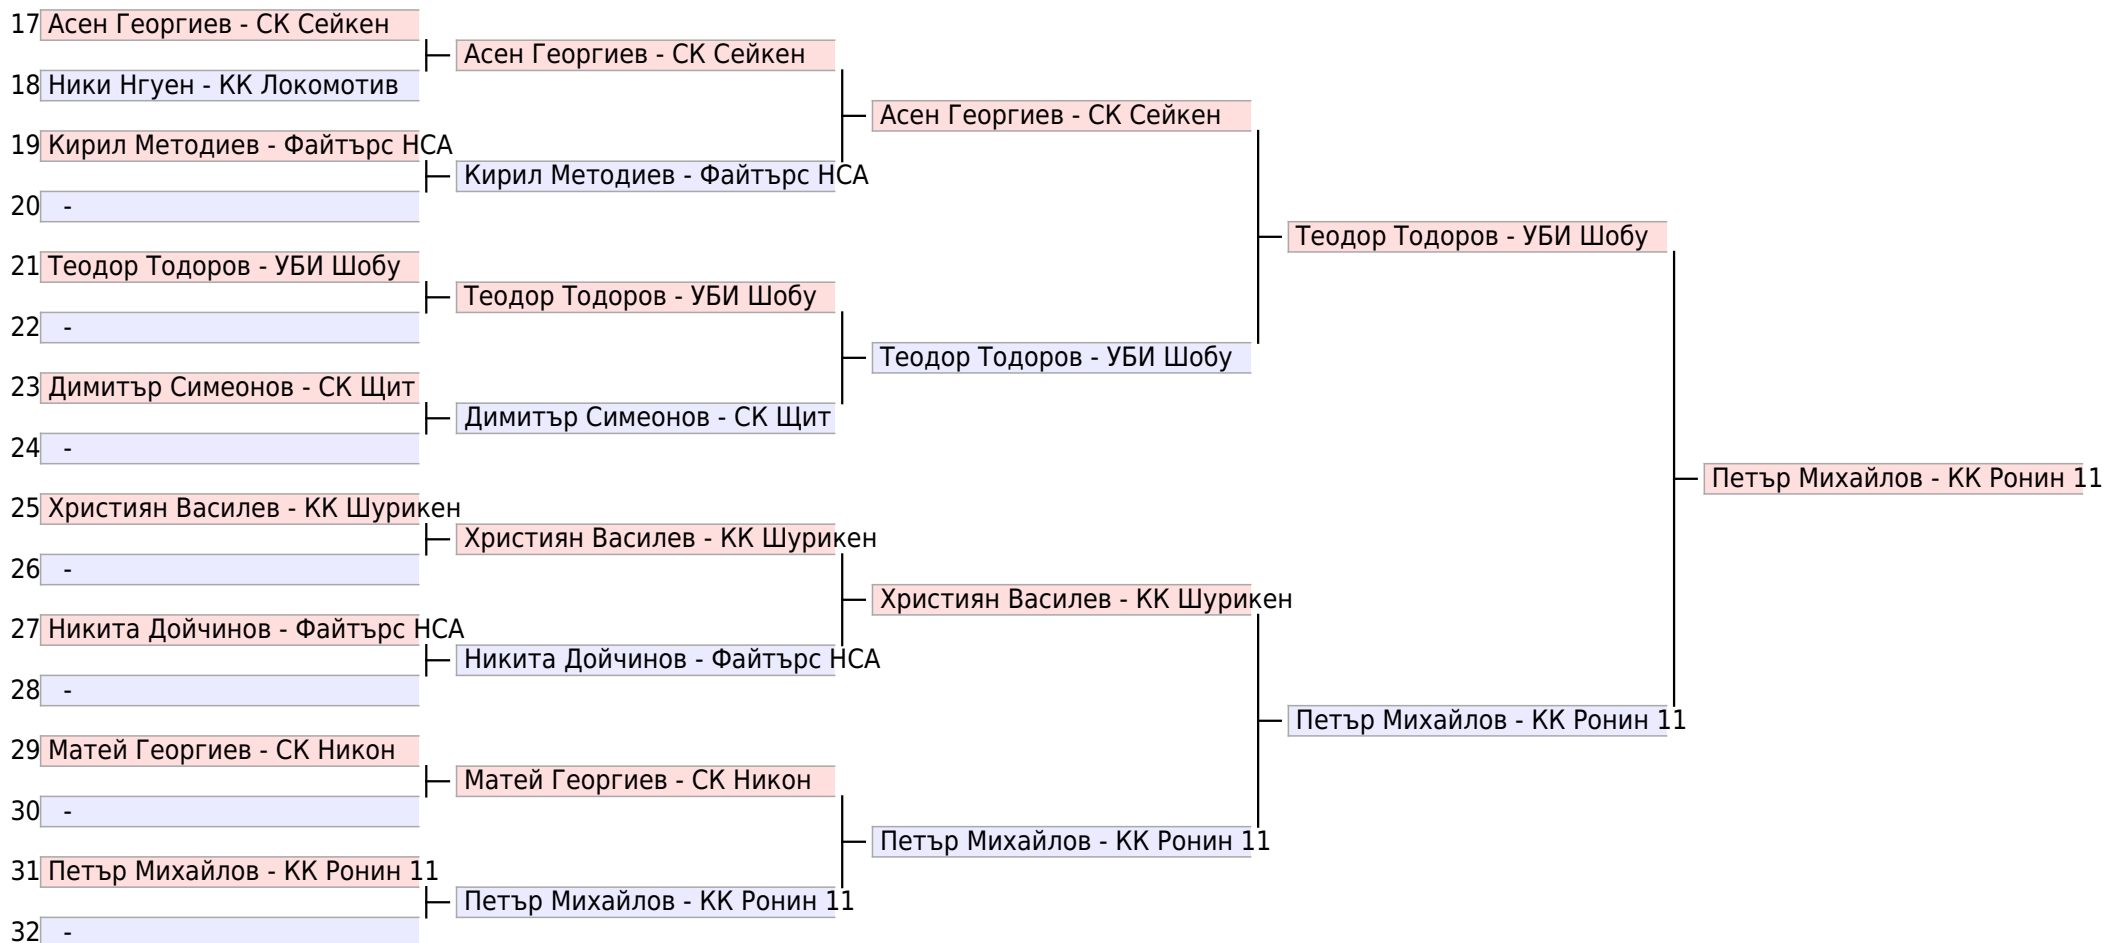 17 Асен Георгиев - СК Сейкен
Асен Георгиев - СК Сейкен
18 Ники Нгуен - КК Локомотив
Асен Георгиев - СК Сейкен
19 Кирил Методиев - Файтърс НСА
Кирил Методиев - Файтърс НСА
20 -
Теодор Тодоров - УБИ Шобу
21 Теодор Тодоров - УБИ Шобу
Теодор Тодоров - УБИ Шобу
22 -
Теодор Тодоров - УБИ Шобу
23 Димитър Симеонов - СК Щит
Димитър Симеонов - СК Щит
24 -
Петър Михайлов - КК Ронин 11
25 Християн Василев - КК Шурикен
Християн Василев - КК Шурикен
26 -
Християн Василев - КК Шурикен
27 Никита Дойчинов - Файтърс НСА
Никита Дойчинов - Файтърс НСА
28 -
Петър Михайлов - КК Ронин 11
29 Матей Георгиев - СК Никон
Матей Георгиев - СК Никон
30 -
Петър Михайлов - КК Ронин 11
31 Петър Михайлов - КК Ронин 11
Петър Михайлов - КК Ронин 11
32 -